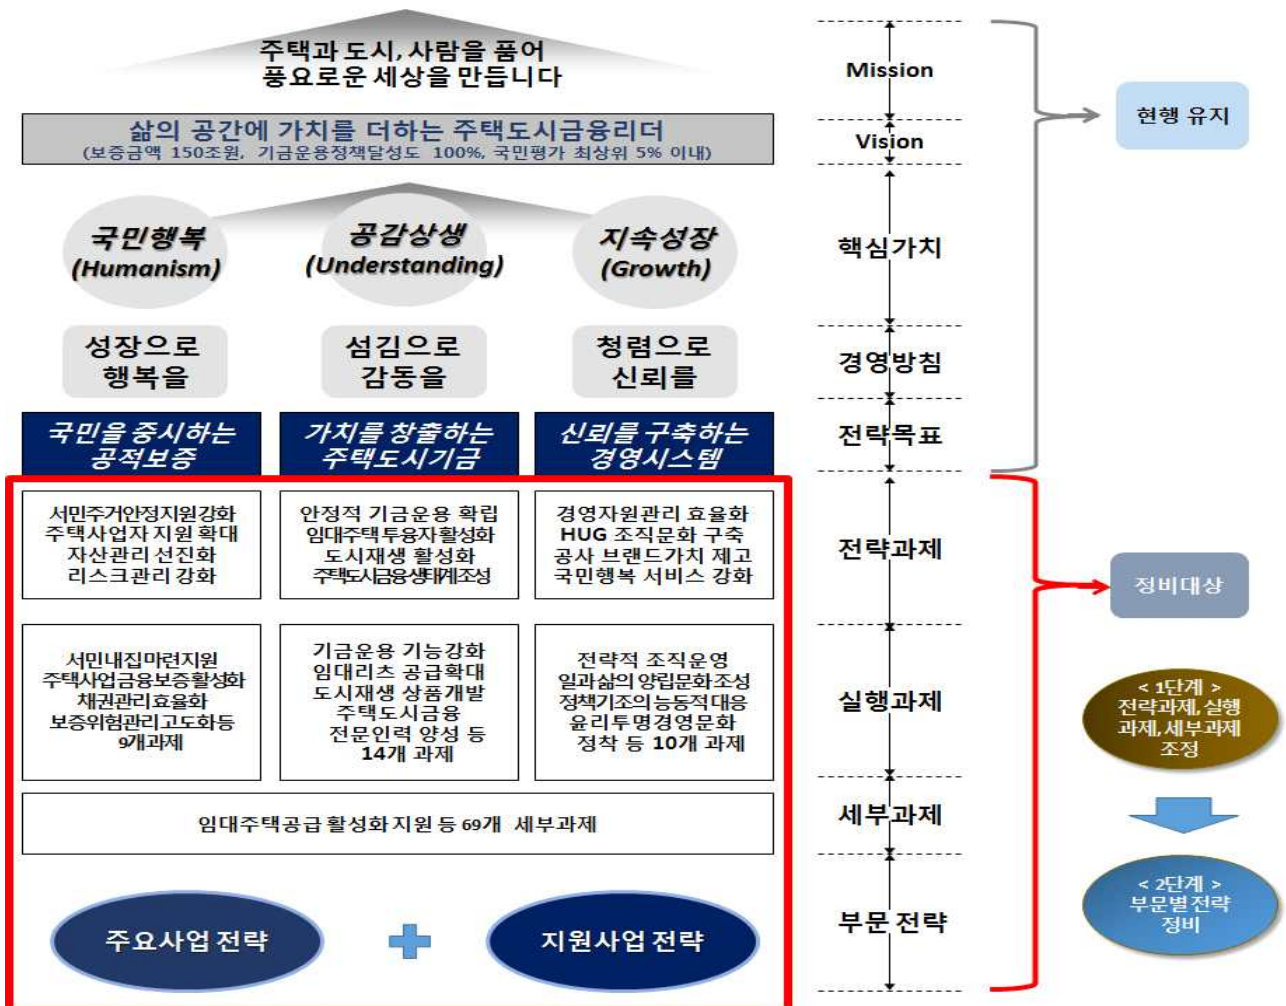 주택과 도시, 사람을 품어
풍요로운 세상을 만듭니다
Mission
현행 유지
삶의 공간에 가치를 더하는 주택도시금융리더
(보증금액 150조원, 기금운용정책달성도 100%, 국민평가 최상위 5% 이내)
Vision
국민행복
(Humanism)
공감상생
(Understanding)
지속성장
(Growth)
핵심가치
성장으로
행복을
섬김으로
감동을
청렴으로
신뢰를
경영방침
국민을 중시하는
공적보증
가치를 창출하는
주택도시기금
신뢰를 구축하는
경영시스템
전략목표
서민주거안정지원강화
주택사업자 지원 확대
자산관리 선진화
리스크관리 강화
안정적 기금운용 확립
임대주택 투융자 활성화
도시재생 활성화
주택도시금융생태계조성
경영자원관리 효율화
HUG 조직문화 구축
공사 브랜드가치 제고
국민행복 서비스 강화
전략과제
정비대상
서민내집마련지원
주택사업금융보증활성화
채권관리효율화
보증위험관리고도화 등
9개과제
기금운용 기능강화
임대리츠 공급확대
도시재생 상품개발
주택도시금융
전문인력 양성 등
14개 과제
전략적 조직운영
일과삶의 양립문화조성
정책기조의 능동적 대응
윤리투명경영문화
정착 등 10개 과제
실행과제
< 1단계 >
전략과제, 실행
과제, 세부과제
조정
임대주택공급 활성화 지원 등 69개 세부과제
세부과제
주요사업 전략
지원사업 전략
부문 전략
< 2단계 >
부문별 전략
정비